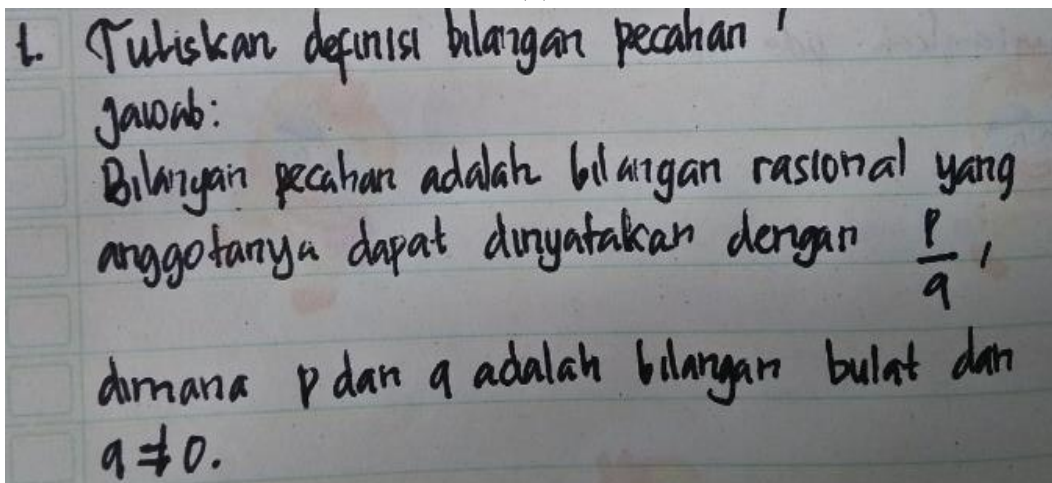 1. Tuliskan definisi bilangan pecahan!
Jawab:
Bilangan pecahan adalah bilangan rasional yang
anggotanya dapat dinyatakan dengan p/q,
dimana p dan q adalah bilangan bulat dan
q ≠ 0.